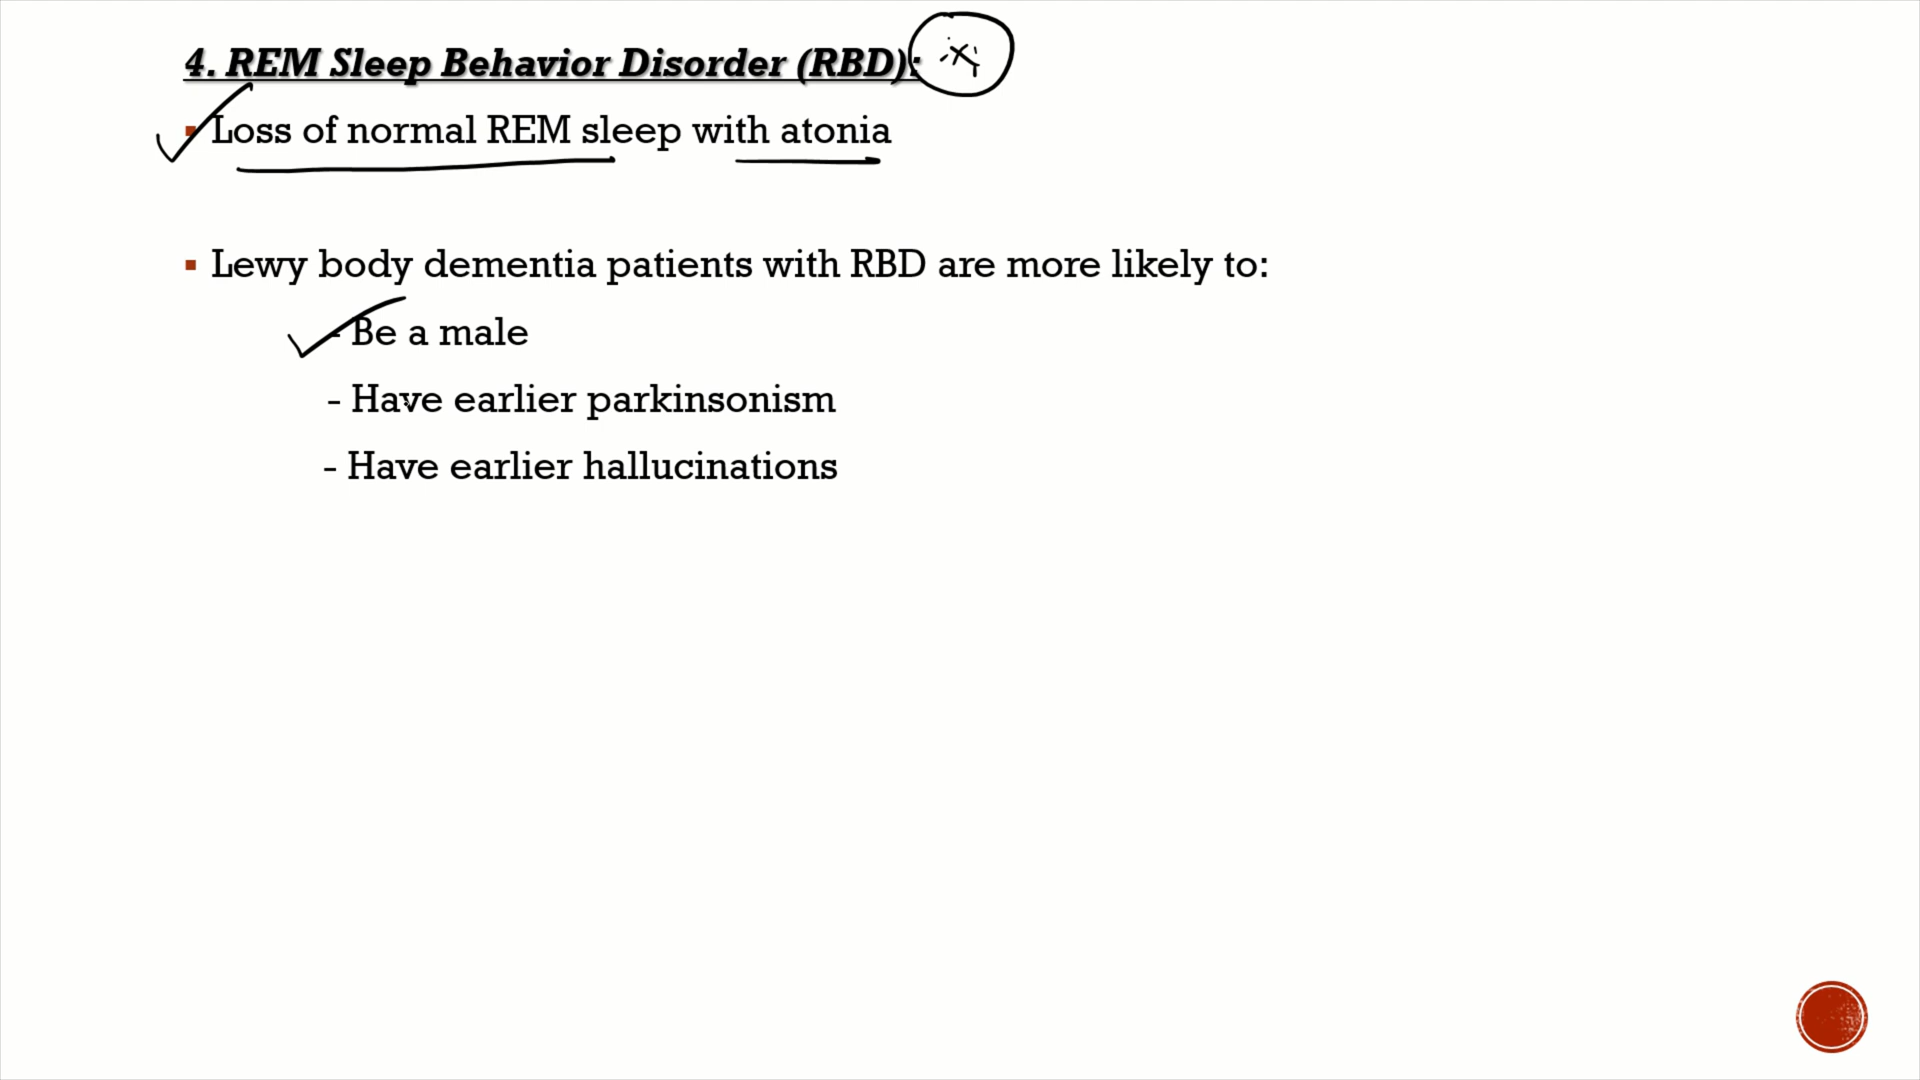 4. REM Sleep Behavior Disorder (RBD):
▪ Loss of normal REM sleep with atonia
▪ Lewy body dementia patients with RBD are more likely to:
- Be a male
- Have earlier parkinsonism
- Have earlier hallucinations